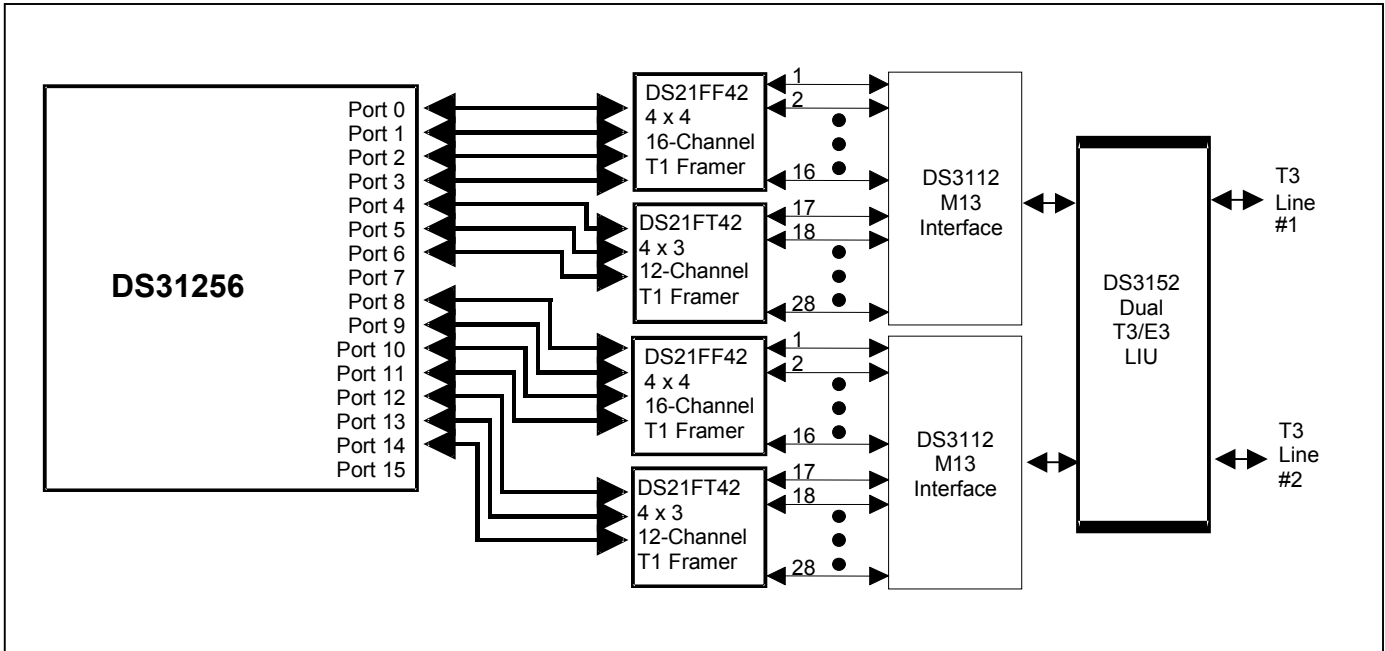 DS31256
Port 0
Port 1
Port 2
Port 3
Port 4
Port 5
Port 6
Port 7
Port 8
Port 9
Port 10
Port 11
Port 12
Port 13
Port 14
Port 15
DS21FF42
4 x 4
16-Channel
T1 Framer
DS21FT42
4 x 3
12-Channel
T1 Framer
DS21FF42
4 x 4
16-Channel
T1 Framer
DS21FT42
4 x 3
12-Channel
T1 Framer
1
2
16
17
18
28
1
2
16
17
18
28
DS3112
M13
Interface
DS3112
M13
Interface
DS3152
Dual
T3/E3
LIU
T3
Line
#1
T3
Line
#2